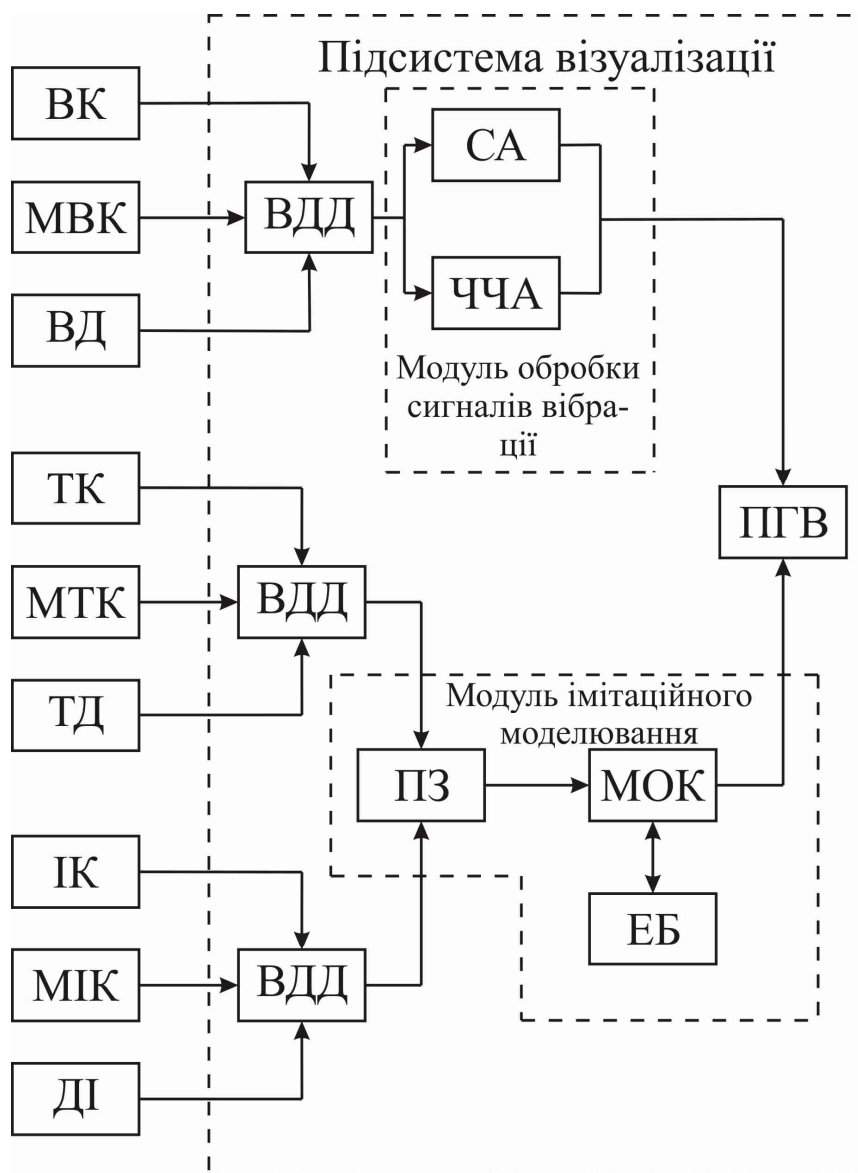 Підсистема візуалізації
ВК
СА
МВК
ВДД
ЧЧА
ВД
Модуль обробки
сигналів вібра-
ції
ТК
ПГВ
МТК
ВДД
ТД
Модуль імітаційного
моделювання
ПЗ
МОК
ІК
ЕБ
МІК
ВДД
ДІ